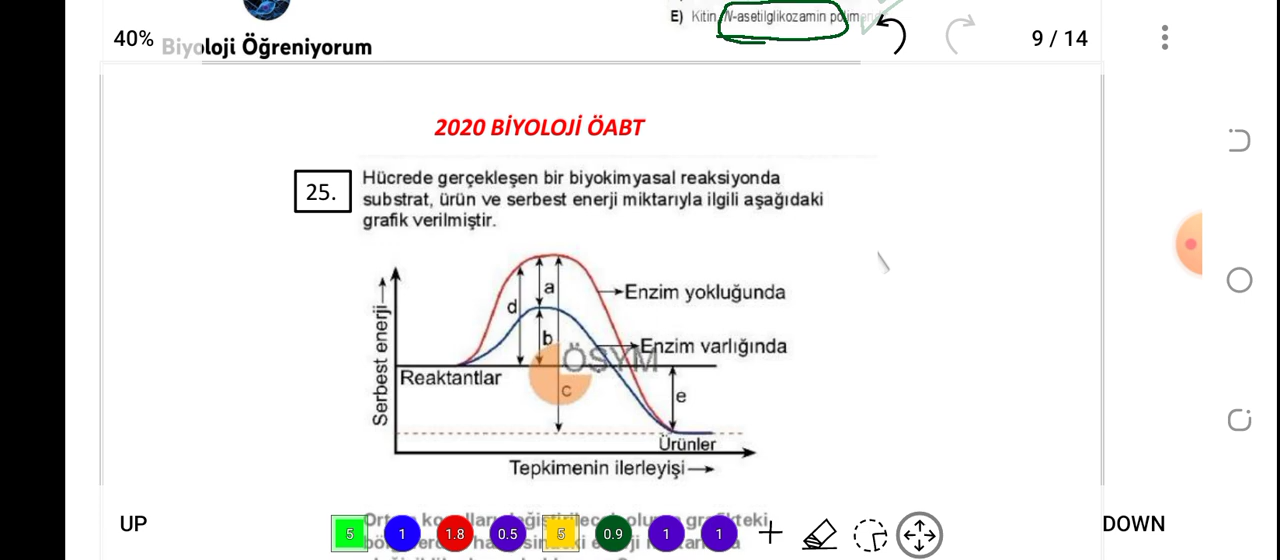 E) Kitin N-asetilglikozamin polim
40% Biyoloji Öğreniyorum 9 / 14
2020 BİYOLOJİ ÖABT
25.
Hücrede gerçekleşen bir biyokimyasal reaksiyonda
substrat, ürün ve serbest enerji miktarıyla ilgili aşağıdaki
grafik verilmiştir.
Serbest enerji
a
d
b
c
e
Enzim yokluğunda
Enzim varlığında
ÖSYM
Reaktantlar
Ürünler
Tepkimenin ilerleyişi
UP
5 1 1.8 0.5 5 0.9 1 1
DOWN